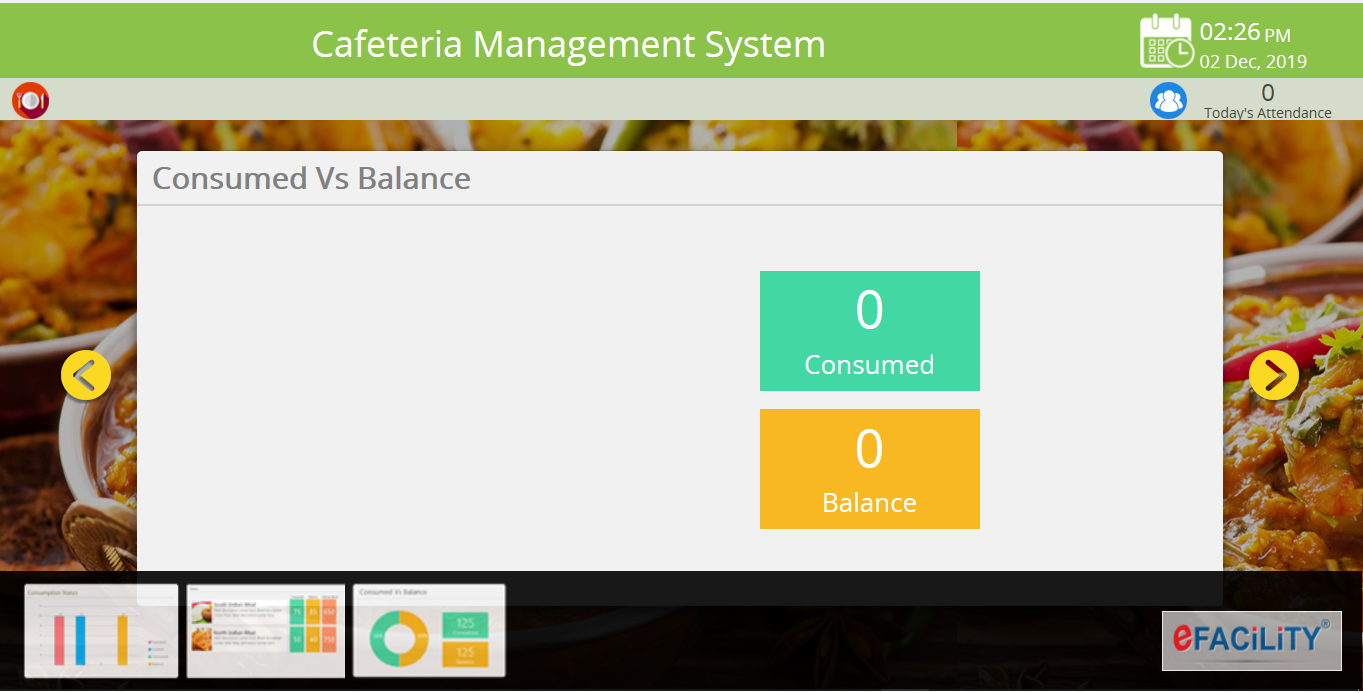 Cafeteria Management System
02:26 PM
02 Dec, 2019
0
Today's Attendance
Consumed Vs Balance
0
Consumed
0
Balance
Consumption Status
South Indian Meal
75 85 650
North Indian Meal
50 40 750
Consumed Vs Balance
125
Consumed
125
Balance
eFACiLiTY®